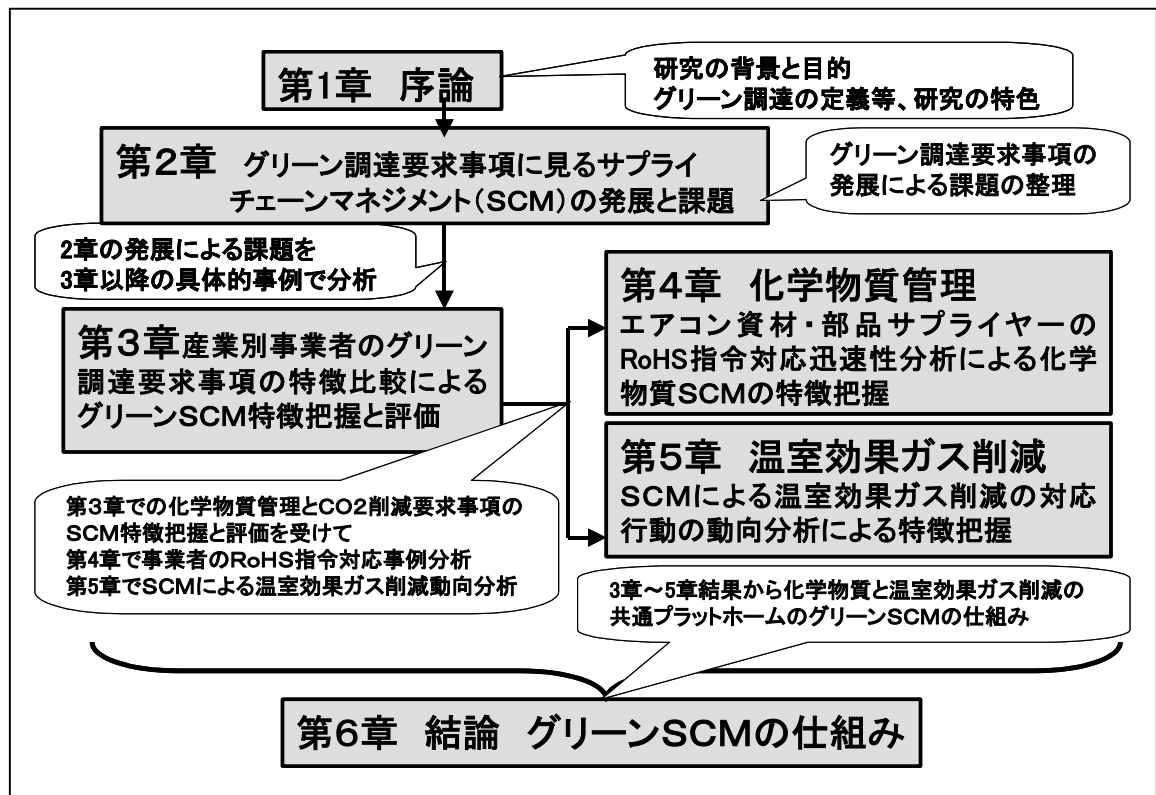 第1章 序論
研究の背景と目的
グリーン調達の定義等、研究の特色
第2章 グリーン調達要求事項に見るサプライ
チェーンマネジメント(SCM)の発展と課題
グリーン調達要求事項の
発展による課題の整理
2章の発展による課題を
3章以降の具体的事例で分析
第3章産業別事業者のグリーン
調達要求事項の特徴比較による
グリーンSCM特徴把握と評価
第4章 化学物質管理
エアコン資材・部品サプライヤーの
RoHS指令対応迅速性分析による化学
物質SCMの特徴把握
第5章 温室効果ガス削減
SCMによる温室効果ガス削減の対応
行動の動向分析による特徴把握
第3章での化学物質管理とCO2削減要求事項の
SCM特徴把握と評価を受けて
第4章で事業者のRoHS指令対応事例分析
第5章でSCMによる温室効果ガス削減動向分析
3章~5章結果から化学物質と温室効果ガス削減の
共通プラットホームのグリーンSCMの仕組み
第6章 結論 グリーンSCMの仕組み